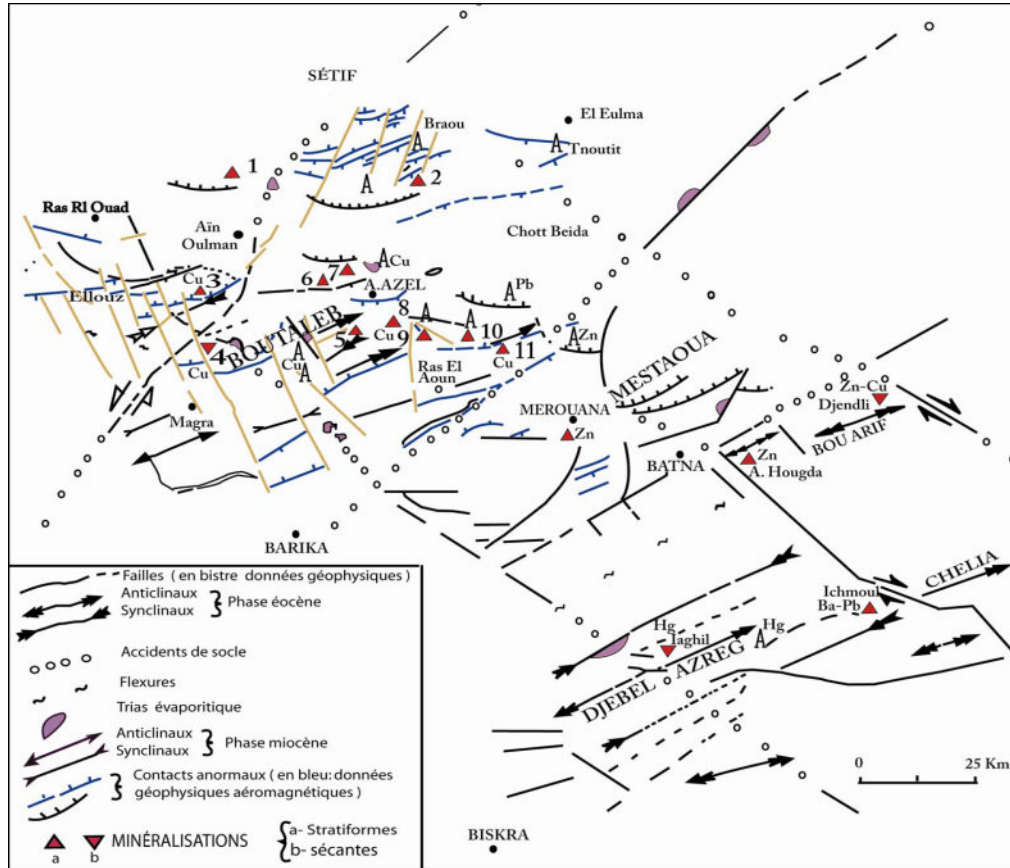 SÉTIF
El Eulma
Braou
A
A
Tnoutit
1
A
2
Ras Rl Ouad
Aïn
Oulman
Chott Beida
A
Cu
7
6
Cu
3
A.AZEL
A
Pb
Ellouz
8
A
A
BOUTALEB
5
Cu
9
10
A
Zn
4
A
Cu
A
Ras El
Aoun
Cu
11
Cu
MESTAOUA
Zn-Cu
Djendli
Magra
MEROUANA
BOU ARIF
Zn
Zn
BATNA
A. Hougda
BARIKA
CHELIA
Ichmoul
Ba-Pb
Hg
Hg
Iaghil
A
DJEBEL AZREG
0
25 Km
BISKRA
Failles ( en bistre données géophysiques )
Anticlinaux
Synclinaux
Phase éocène
Accidents de socle
Flexures
Trias évaporitique
Anticlinaux
Synclinaux
Phase miocène
Contacts anormaux ( en bleu: données
géophysiques aéromagnétiques )
MINÉRALISATIONS
a- Stratiformes
b- sécantes
a
b